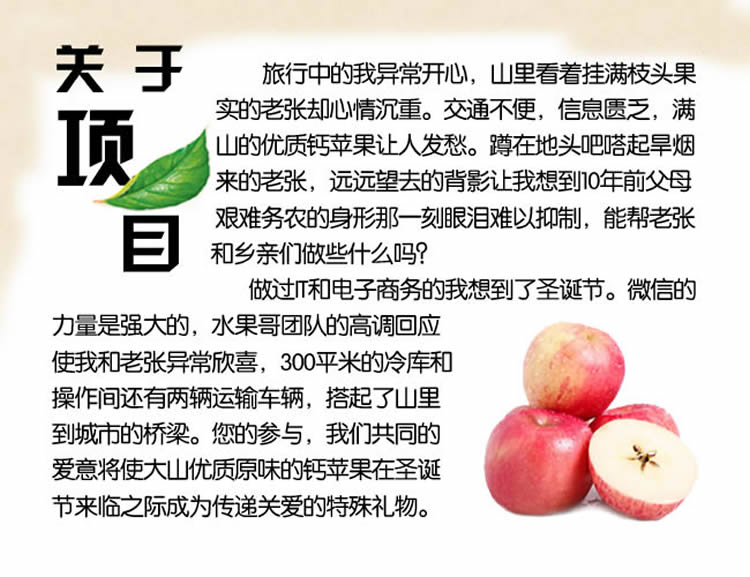 关于
项
目
旅行中的我异常开心，山里看着挂满枝头果
实的老张却心情沉重。交通不便，信息匮乏，满
山的优质钙苹果让人发愁。蹲在地头吧嗒起旱烟
来的老张，远远望去的背影让我想到10年前父母
艰难务农的身形那一刻眼泪难以抑制，能帮老张
和乡亲们做些什么吗？
做过IT和电子商务的我想到了圣诞节。微信的
力量是强大的，水果哥团队的高调回应
使我和老张异常欣喜，300平米的冷库和
操作间还有两辆运输车辆，搭起了山里
到城市的桥梁。您的参与，我们共同的
爱意将使大山优质原味的钙苹果在圣诞
节来临之际成为传递关爱的特殊礼物。